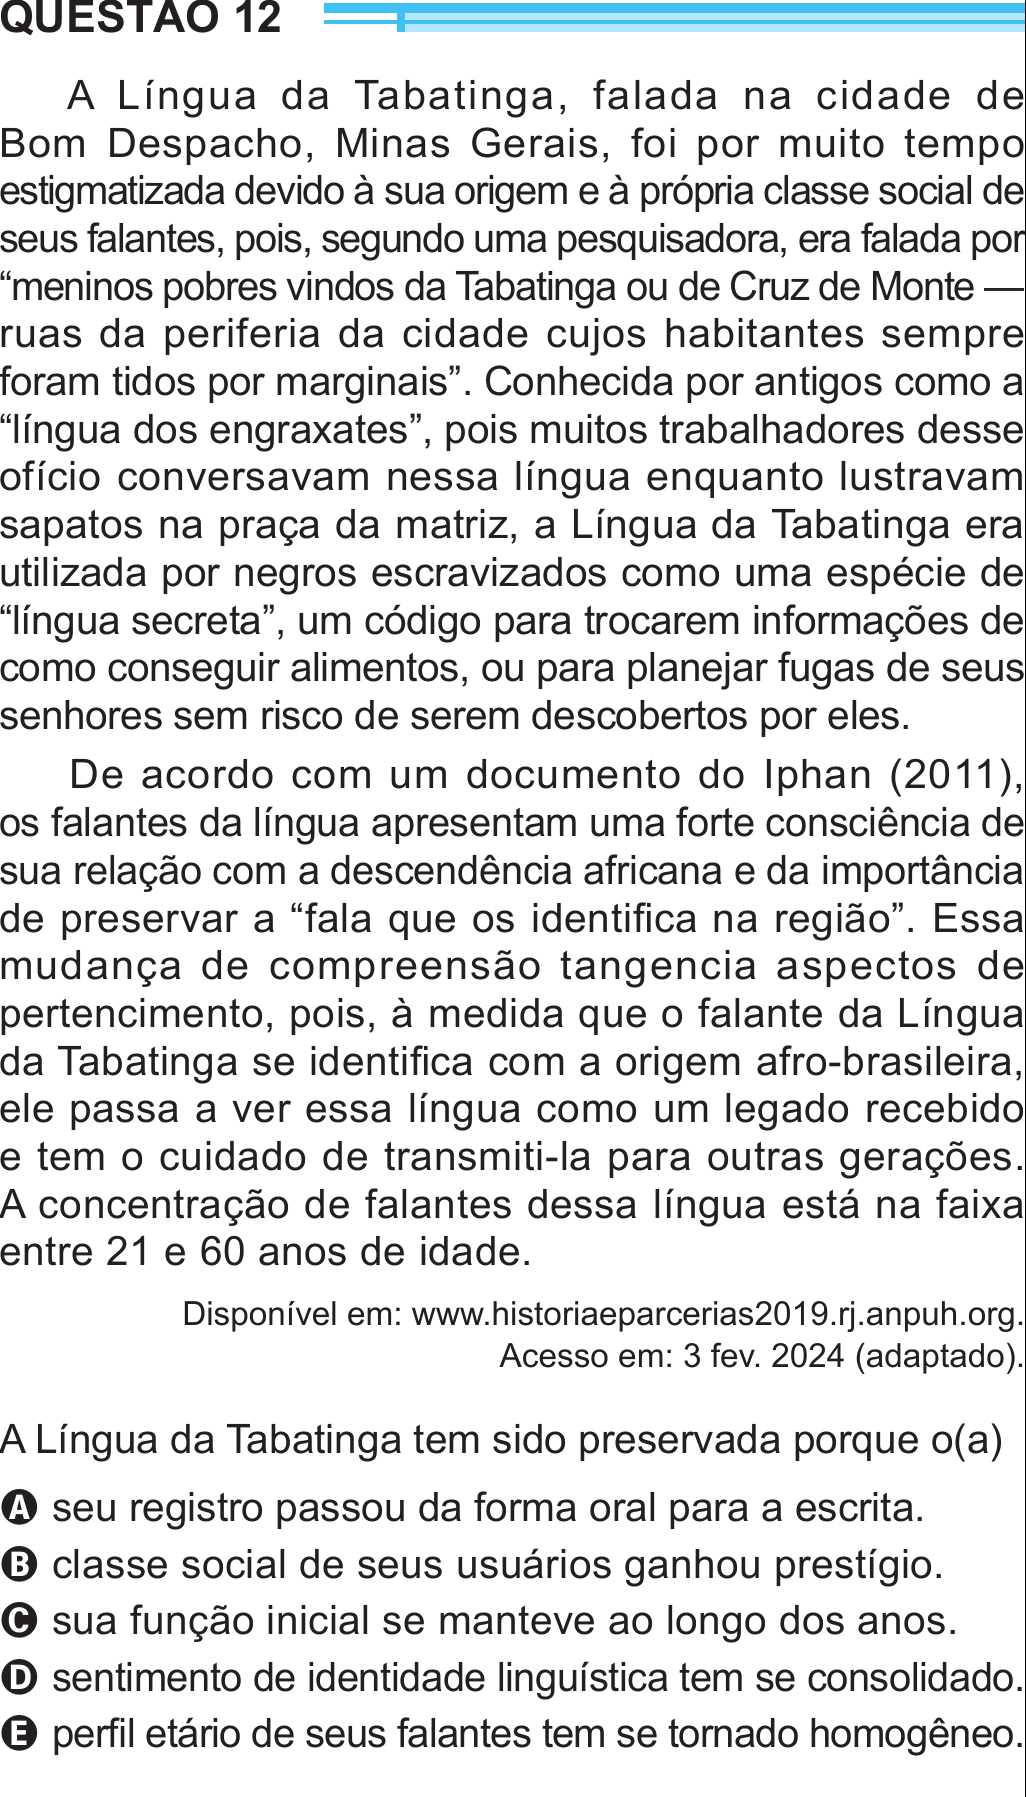 QUESTÃO 12
A Língua da Tabatinga, falada na cidade de
Bom Despacho, Minas Gerais, foi por muito tempo
estigmatizada devido à sua origem e à própria classe social de
seus falantes, pois, segundo uma pesquisadora, era falada por
“meninos pobres vindos da Tabatinga ou de Cruz de Monte —
ruas da periferia da cidade cujos habitantes sempre
foram tidos por marginais”. Conhecida por antigos como a
“língua dos engraxates”, pois muitos trabalhadores desse
ofício conversavam nessa língua enquanto lustravam
sapatos na praça da matriz, a Língua da Tabatinga era
utilizada por negros escravizados como uma espécie de
“língua secreta”, um código para trocarem informações de
como conseguir alimentos, ou para planejar fugas de seus
senhores sem risco de serem descobertos por eles.
De acordo com um documento do Iphan (2011),
os falantes da língua apresentam uma forte consciência de
sua relação com a descendência africana e da importância
de preservar a “fala que os identifica na região”. Essa
mudança de compreensão tangencia aspectos de
pertencimento, pois, à medida que o falante da Língua
da Tabatinga se identifica com a origem afro-brasileira,
ele passa a ver essa língua como um legado recebido
e tem o cuidado de transmiti-la para outras gerações.
A concentração de falantes dessa língua está na faixa
entre 21 e 60 anos de idade.
Disponível em: www.historiaeparcerias2019.rj.anpuh.org.
Acesso em: 3 fev. 2024 (adaptado).
A Língua da Tabatinga tem sido preservada porque o(a)
A seu registro passou da forma oral para a escrita.
B classe social de seus usuários ganhou prestígio.
C sua função inicial se manteve ao longo dos anos.
D sentimento de identidade linguística tem se consolidado.
E perfil etário de seus falantes tem se tornado homogêneo.